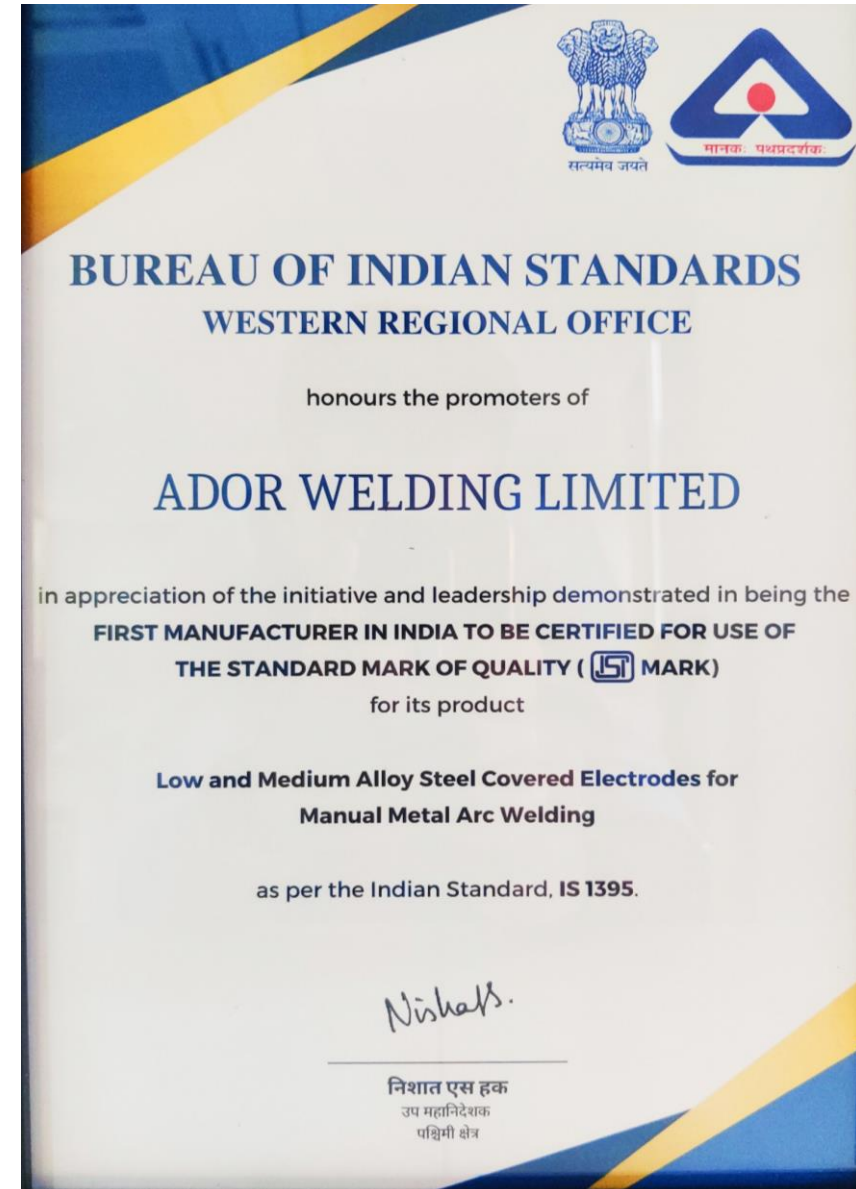 सत्यमेव जयते
मानकः पथप्रदर्शकः
BUREAU OF INDIAN STANDARDS
WESTERN REGIONAL OFFICE
honours the promoters of
ADOR WELDING LIMITED
in appreciation of the initiative and leadership demonstrated in being the
FIRST MANUFACTURER IN INDIA TO BE CERTIFIED FOR USE OF
THE STANDARD MARK OF QUALITY ( ISI MARK)
for its product
Low and Medium Alloy Steel Covered Electrodes for
Manual Metal Arc Welding
as per the Indian Standard, IS 1395.
निशात एस हक
उप महानिदेशक
पश्चिमी क्षेत्र